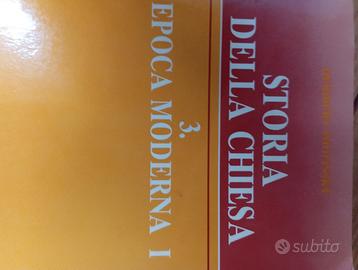 STORIA
DELLA CHIESA
3.
EPOCA MODERNA I
subito